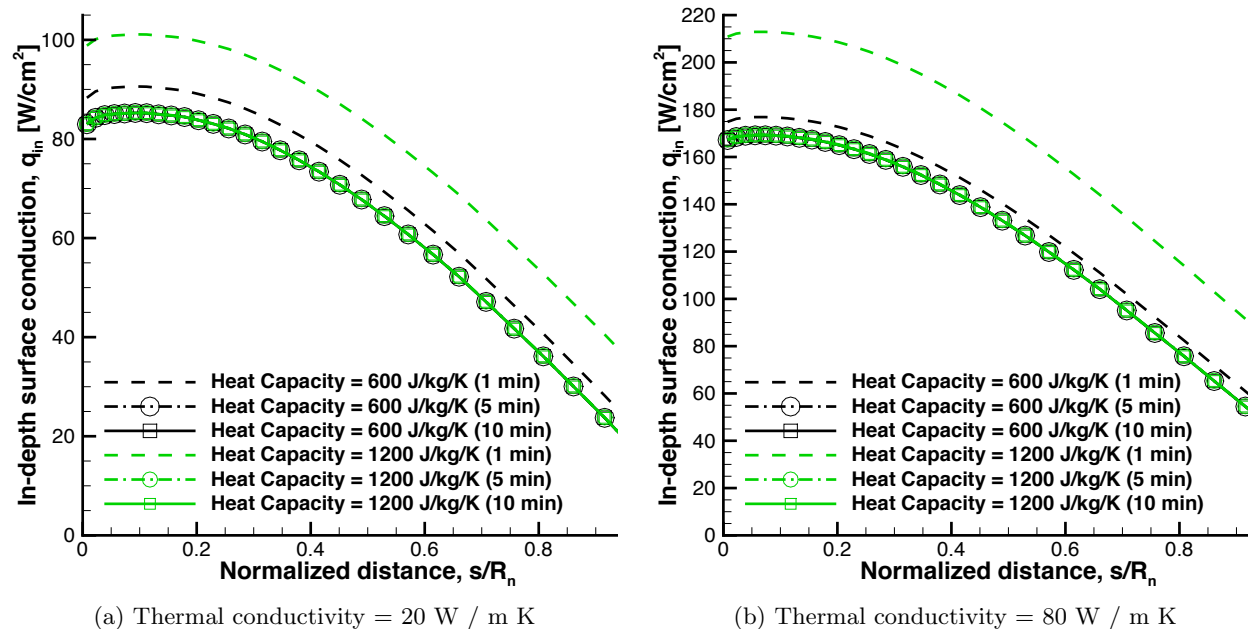 In-depth surface conduction, q_in [W/cm²]
100
80
60
40
20
0
0 0.2 0.4 0.6 0.8
Normalized distance, s/R_n
Heat Capacity = 600 J/kg/K (1 min)
Heat Capacity = 600 J/kg/K (5 min)
Heat Capacity = 600 J/kg/K (10 min)
Heat Capacity = 1200 J/kg/K (1 min)
Heat Capacity = 1200 J/kg/K (5 min)
Heat Capacity = 1200 J/kg/K (10 min)
(a) Thermal conductivity = 20 W / m K
In-depth surface conduction, q_in [W/cm²]
220
200
180
160
140
120
100
80
60
40
20
0
0 0.2 0.4 0.6 0.8
Normalized distance, s/R_n
Heat Capacity = 600 J/kg/K (1 min)
Heat Capacity = 600 J/kg/K (5 min)
Heat Capacity = 600 J/kg/K (10 min)
Heat Capacity = 1200 J/kg/K (1 min)
Heat Capacity = 1200 J/kg/K (5 min)
Heat Capacity = 1200 J/kg/K (10 min)
(b) Thermal conductivity = 80 W / m K